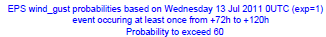 EPS wind_gust probabilities based on Wednesday 13 Jul 2011 0UTC (exp=1)
event occuring at least once from +72h to +120h
Probability to exceed 60